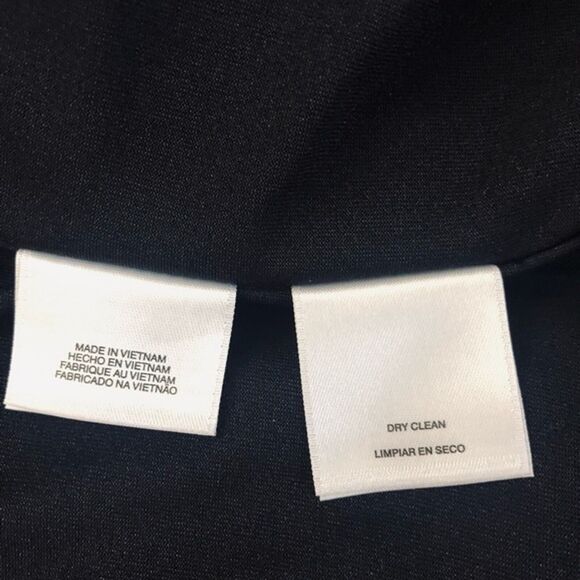 MADE IN VIETNAM
HECHO EN VIETNAM
FABRIQUE AU VIETNAM
FABRICADO NA VIETNÃO
DRY CLEAN
LIMPIAR EN SECO